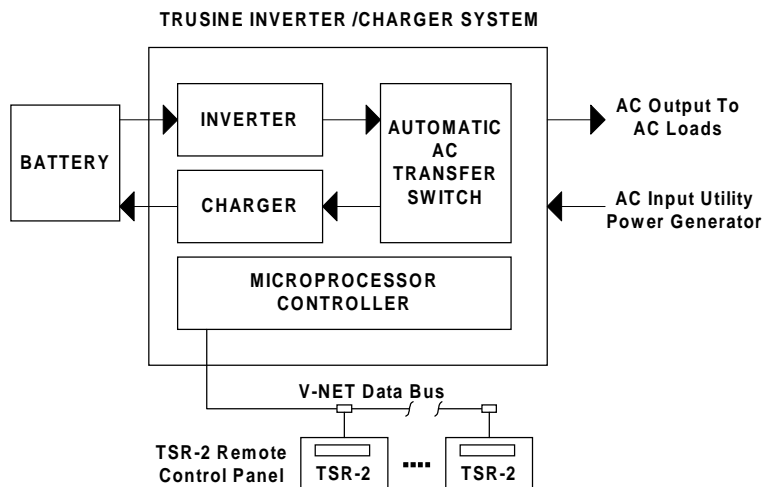 TRUSINE INVERTER /CHARGER SYSTEM
BATTERY
INVERTER
CHARGER
AUTOMATIC
AC
TRANSFER
SWITCH
AC Output To
AC Loads
AC Input Utility
Power Generator
MICROPROCESSOR
CONTROLLER
V-NET Data Bus
TSR-2 Remote
Control Panel
TSR-2
TSR-2